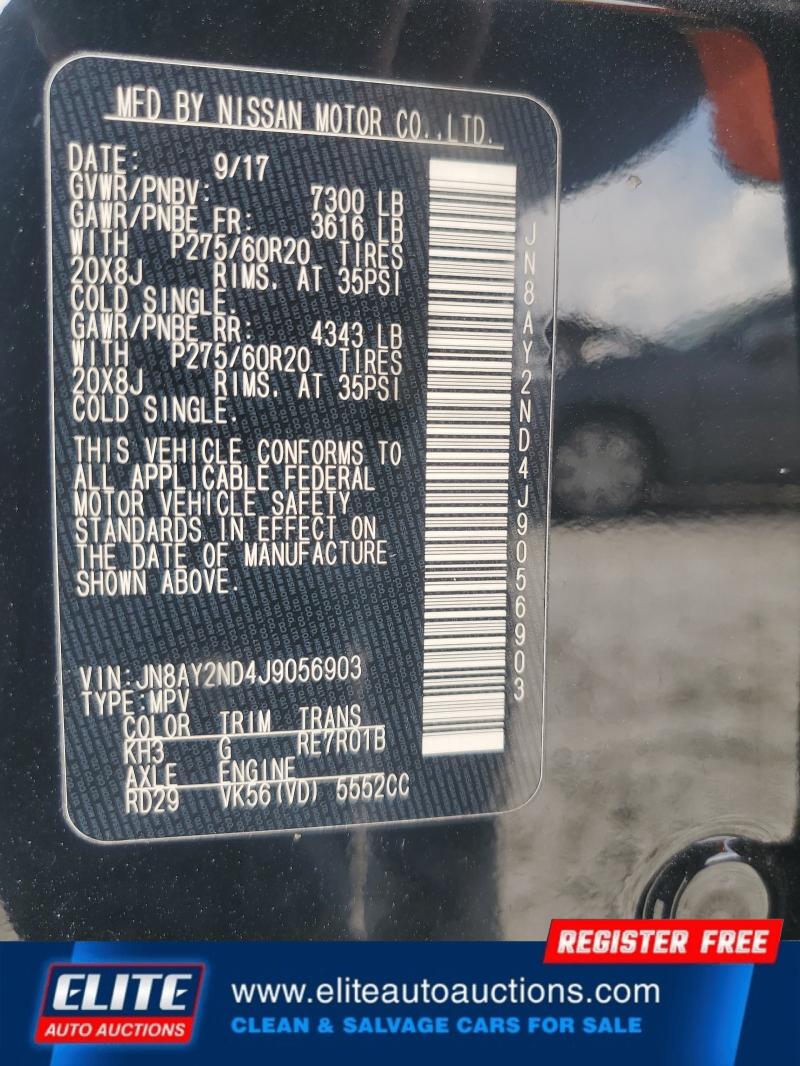 MFD BY NISSAN MOTOR CO.,LTD.
DATE: 9/17
GVWR/PNBV: 7300 LB
GAWR/PNBE FR: 3616 LB
WITH P275/60R20 TIRES
20X8J RIMS. AT 35PSI
COLD SINGLE.
GAWR/PNBE RR: 4343 LB
WITH P275/60R20 TIRES
20X8J RIMS. AT 35PSI
COLD SINGLE.
THIS VEHICLE CONFORMS TO
ALL APPLICABLE FEDERAL
MOTOR VEHICLE SAFETY
STANDARDS IN EFFECT ON
THE DATE OF MANUFACTURE
SHOWN ABOVE.
VIN:JN8AY2ND4J9056903
TYPE:MPV
COLOR TRIM TRANS
KH3 G RE7R01B
AXLE ENGINE
RD29 VK56(VD) 5552CC
JN8AY2ND4J9056903
REGISTER FREE
ELITE
AUTO AUCTIONS
www.eliteautoauctions.com
CLEAN & SALVAGE CARS FOR SALE